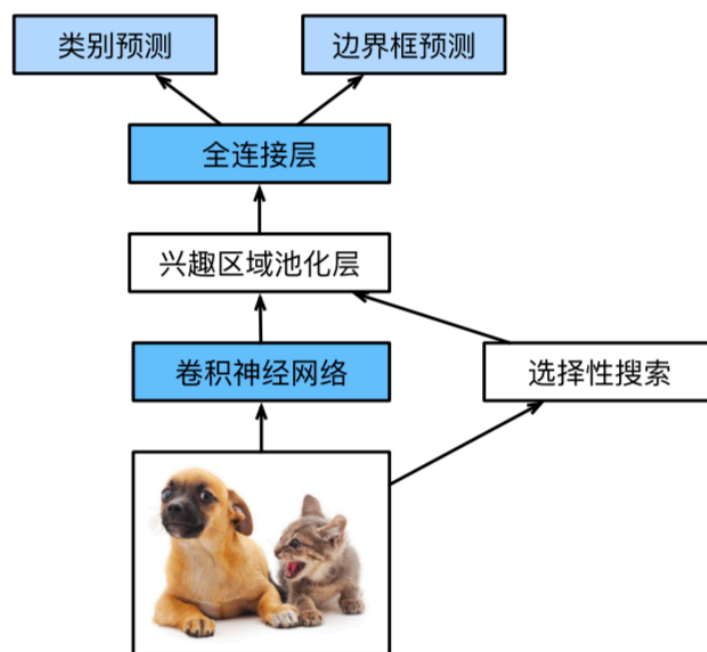 类别预测
边界框预测
全连接层
兴趣区域池化层
卷积神经网络
选择性搜索